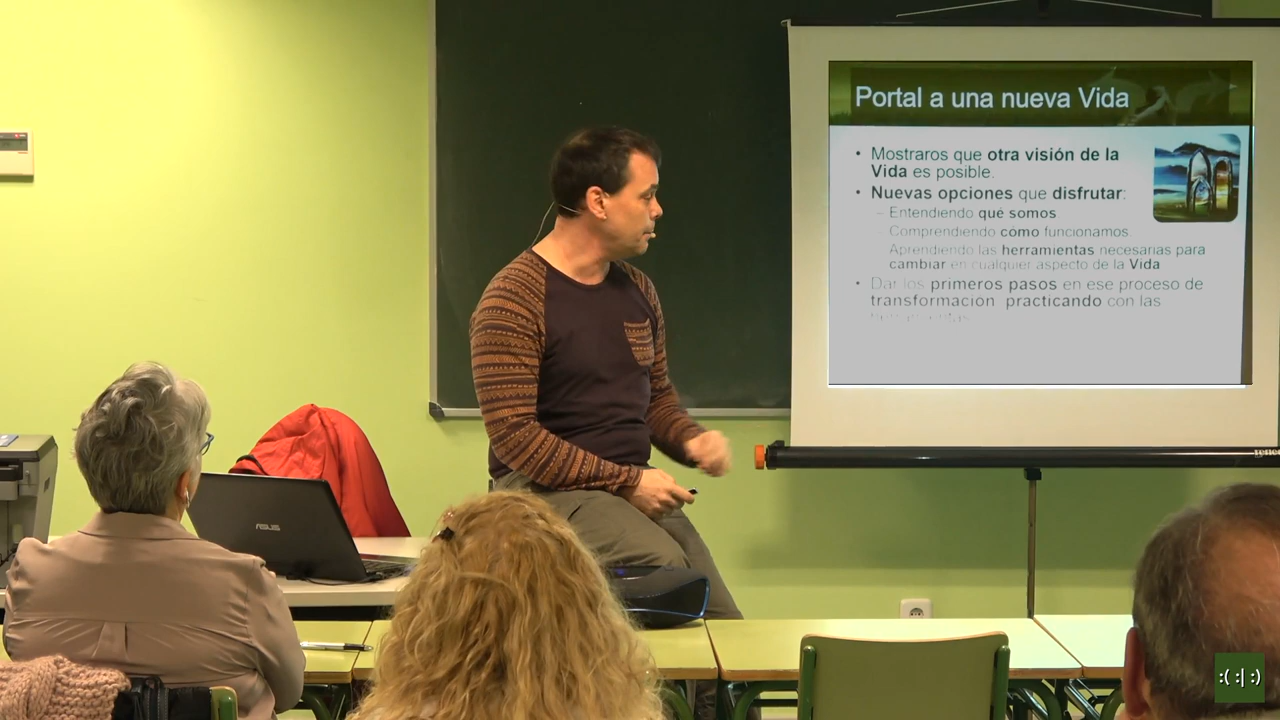 Portal a una nueva Vida
• Mostraros que otra visión de la
Vida es posible.
• Nuevas opciones que disfrutar:
– Entendiendo qué somos
– Comprendiendo cómo funcionamos.
Aprendiendo las herramientas necesarias para
cambiar en cualquier aspecto de la Vida
• Dar los primeros pasos en ese proceso de
transformación practicando con las
ASUS
:( :| :)